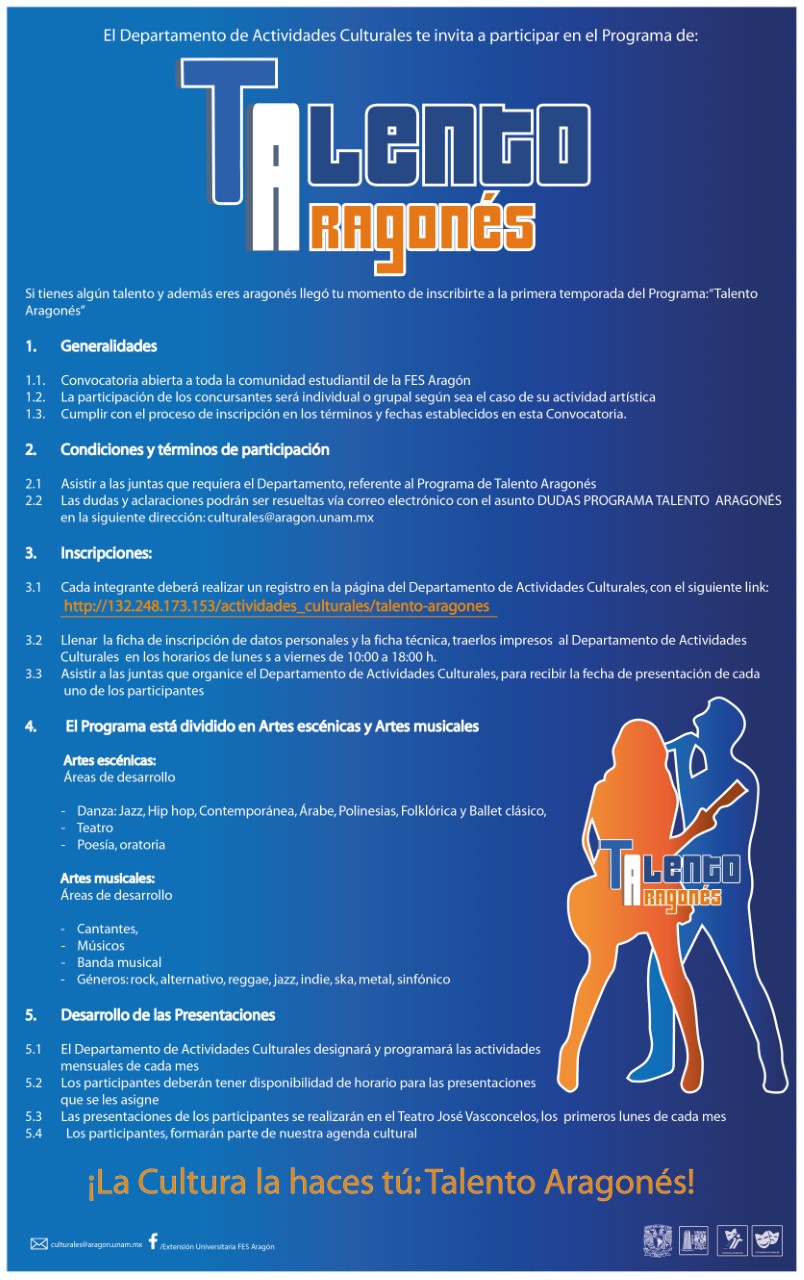 El Departamento de Actividades Culturales te invita a participar en el Programa de:
Talento
Aragonés
Si tienes algún talento y además eres aragonés llegó tu momento de inscribirte a la primera temporada del Programa:"Talento
Aragonés"
1. Generalidades
1.1. Convocatoria abierta a toda la comunidad estudiantil de la FES Aragón
1.2. La participación de los concursantes será individual o grupal según sea el caso de su actividad artística
1.3. Cumplir con el proceso de inscripción en los términos y fechas establecidos en esta Convocatoria.
2. Condiciones y términos de participación
2.1 Asistir a las juntas que requiera el Departamento, referente al Programa de Talento Aragonés
2.2 Las dudas y aclaraciones podrán ser resueltas vía correo electrónico con el asunto DUDAS PROGRAMA TALENTO ARAGONÉS
en la siguiente dirección: culturales@aragon.unam.mx
3. Inscripciones:
3.1 Cada integrante deberá realizar un registro en la página del Departamento de Actividades Culturales, con el siguiente link:
http://132.248.173.153/actividades_culturales/talento-aragones
3.2 Llenar la ficha de inscripción de datos personales y la ficha técnica, traerlos impresos al Departamento de Actividades
Culturales en los horarios de lunes s a viernes de 10:00 a 18:00 h.
3.3 Asistir a las juntas que organice el Departamento de Actividades Culturales, para recibir la fecha de presentación de cada
uno de los participantes
4. El Programa está dividido en Artes escénicas y Artes musicales
Artes escénicas:
Áreas de desarrollo
- Danza: Jazz, Hip hop, Contemporánea, Árabe, Polinesias, Folklórica y Ballet clásico,
- Teatro
- Poesía, oratoria
Artes musicales:
Áreas de desarrollo
- Cantantes,
- Músicos
- Banda musical
- Géneros: rock, alternativo, reggae, jazz, indie, ska, metal, sinfónico
Talento
Aragonés
5. Desarrollo de las Presentaciones
5.1 El Departamento de Actividades Culturales designará y programará las actividades
mensuales de cada mes
5.2 Los participantes deberán tener disponibilidad de horario para las presentaciones
que se les asigne
5.3 Las presentaciones de los participantes se realizarán en el Teatro José Vasconcelos, los primeros lunes de cada mes
5.4 Los participantes, formarán parte de nuestra agenda cultural
¡La Cultura la haces tú: Talento Aragonés!
culturales@aragon.unam.mx f /Extensión Universitaria FES Aragón